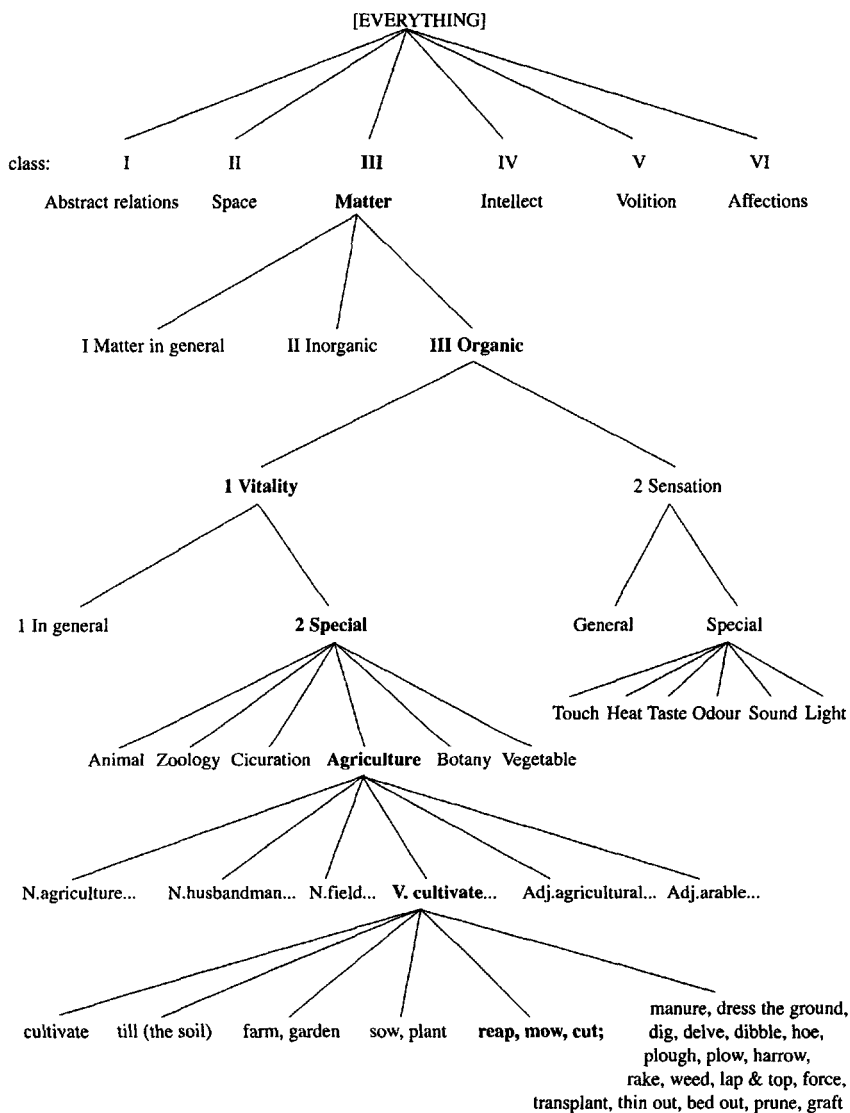 [EVERYTHING]
class: I II III IV V VI
Abstract relations Space Matter Intellect Volition Affections
I Matter in general II Inorganic III Organic
1 Vitality 2 Sensation
1 In general 2 Special General Special
Touch Heat Taste Odour Sound Light
Animal Zoology Cicuration Agriculture Botany Vegetable
N.agriculture... N.husbandman... N.field... V. cultivate... Adj.agricultural... Adj.arable...
cultivate till (the soil) farm, garden sow, plant reap, mow, cut;
manure, dress the ground,
dig, delve, dibble, hoe,
plough, plow, harrow,
rake, weed, lap & top, force,
transplant, thin out, bed out, prune, graft